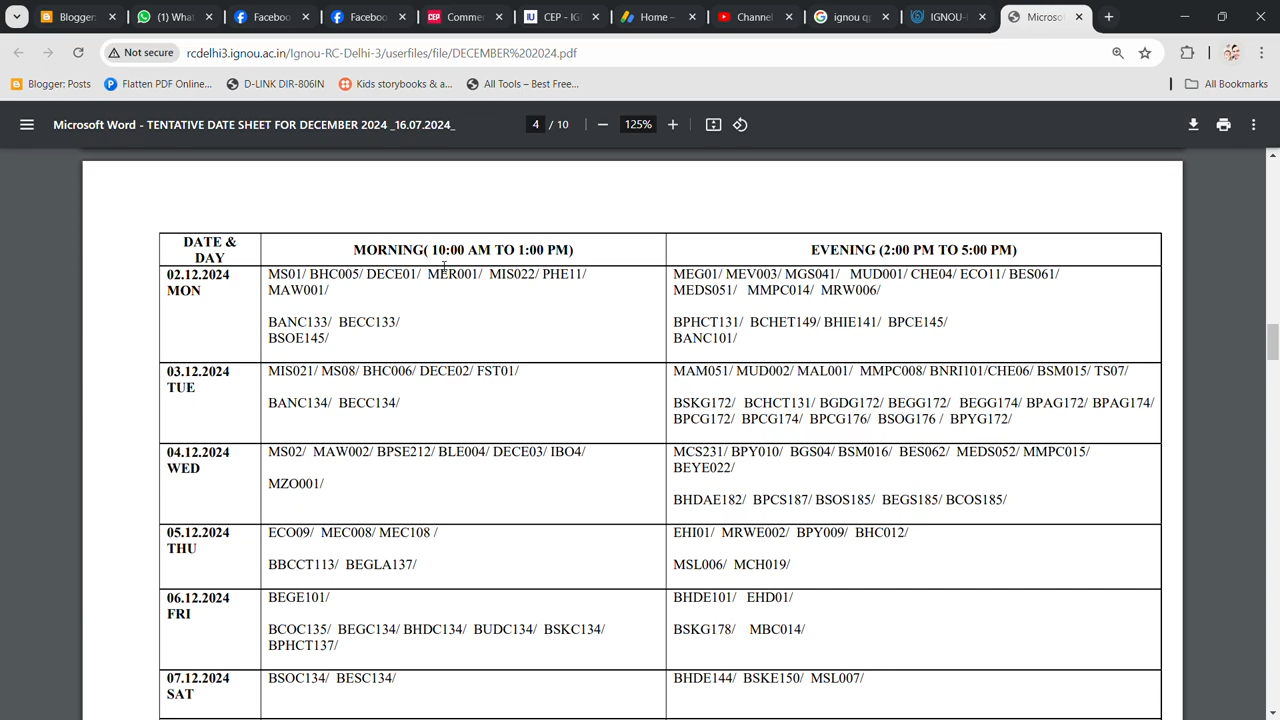 Blogger: 
(1) What
Faceboo
Faceboo
Comme
CEP - IG
Home –
Channel
ignou q
IGNOU-
Micros
Not secure
rcdelhi3.ignou.ac.in/Ignou-RC-Delhi-3/userfiles/file/DECEMBER%202024.pdf
Blogger: Posts
Flatten PDF Online...
D-LINK DIR-806IN
Kids storybooks & a...
All Tools – Best Free...
All Bookmarks
Microsoft Word - TENTATIVE DATE SHEET FOR DECEMBER 2024 _16.07.2024_
4 / 10
125%
DATE & DAY
MORNING( 10:00 AM TO 1:00 PM)
EVENING (2:00 PM TO 5:00 PM)
02.12.2024
MON
MS01/ BHC005/ DECE01/ MER001/ MIS022/ PHE11/
MAW001/
BANC133/ BECC133/
BSOE145/
MEG01/ MEV003/ MGS041/ MUD001/ CHE04/ ECO11/ BES061/
MEDS051/ MMPC014/ MRW006/
BPHCT131/ BCHET149/ BHIE141/ BPCE145/
BANC101/
03.12.2024
TUE
MIS021/ MS08/ BHC006/ DECE02/ FST01/
BANC134/ BECC134/
MAM051/ MUD002/ MAL001/ MMPC008/ BNRI101/CHE06/ BSM015/ TS07/
BSKG172/ BCHCT131/ BGDG172/ BEGG172/ BEGG174/ BPAG172/ BPAG174/
BPCG172/ BPCG174/ BPCG176/ BSOG176 / BPYG172/
04.12.2024
WED
MS02/ MAW002/ BPSE212/ BLE004/ DECE03/ IBO4/
MZO001/
MCS231/ BPY010/ BGS04/ BSM016/ BES062/ MEDS052/ MMPC015/
BEYE022/
BHDAE182/ BPCS187/ BSOS185/ BEGS185/ BCOS185/
05.12.2024
THU
ECO09/ MEC008/ MEC108 /
BBCCT113/ BEGLA137/
EHI01/ MRWE002/ BPY009/ BHC012/
MSL006/ MCH019/
06.12.2024
FRI
BEGE101/
BCOC135/ BEGC134/ BHDC134/ BUDC134/ BSKC134/
BPHCT137/
BHDE101/ EHD01/
BSKG178/ MBC014/
07.12.2024
SAT
BSOC134/ BESC134/
BHDE144/ BSKE150/ MSL007/